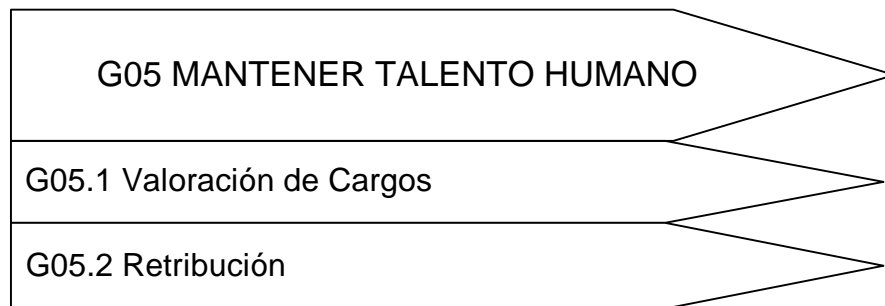 G05 MANTENER TALENTO HUMANO
G05.1 Valoración de Cargos
G05.2 Retribución